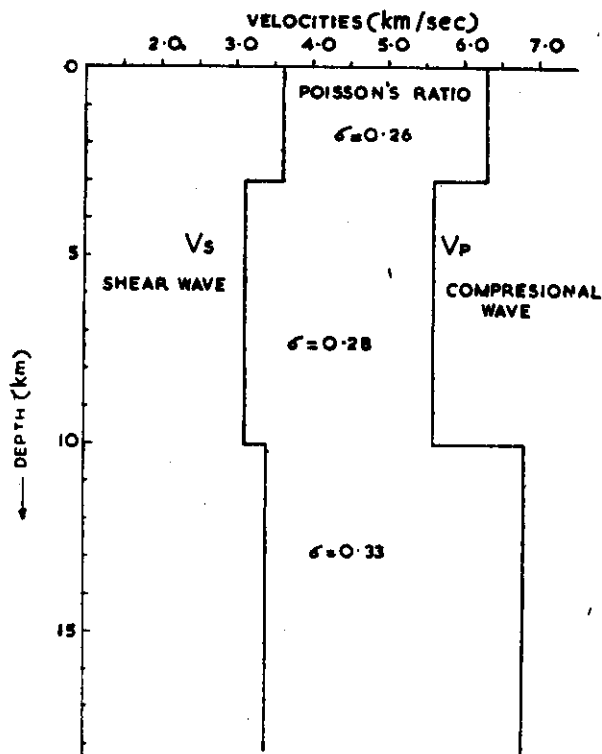 VELOCITIES (km/sec)
2.0 3.0 4.0 5.0 6.0 7.0
0
POISSON'S RATIO
σ=0.26
Vs
SHEAR WAVE
VP
COMPRESIONAL
WAVE
5
σ=0.28
← DEPTH (km)
10
σ=0.33
15